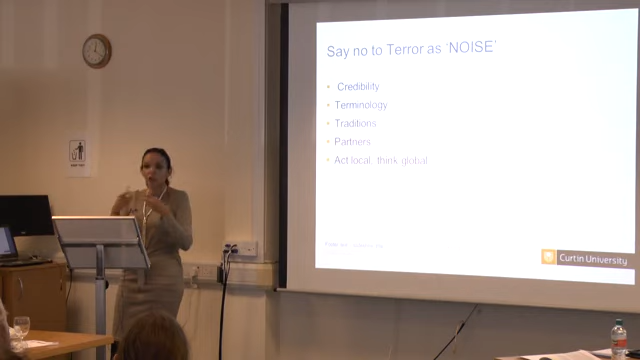 Say no to Terror as 'NOISE'
• Credibility
• Terminology
• Traditions
• Partners
• Act local: think global
Curtin University